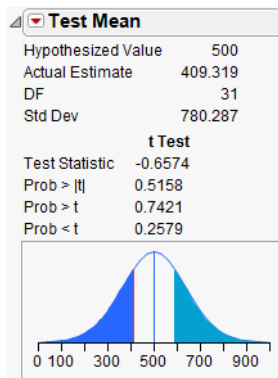 Test Mean
Hypothesized Value 500
Actual Estimate 409.319
DF 31
Std Dev 780.287
t Test
Test Statistic -0.6574
Prob > |t| 0.5158
Prob > t 0.7421
Prob < t 0.2579
0 100 300 500 700 900